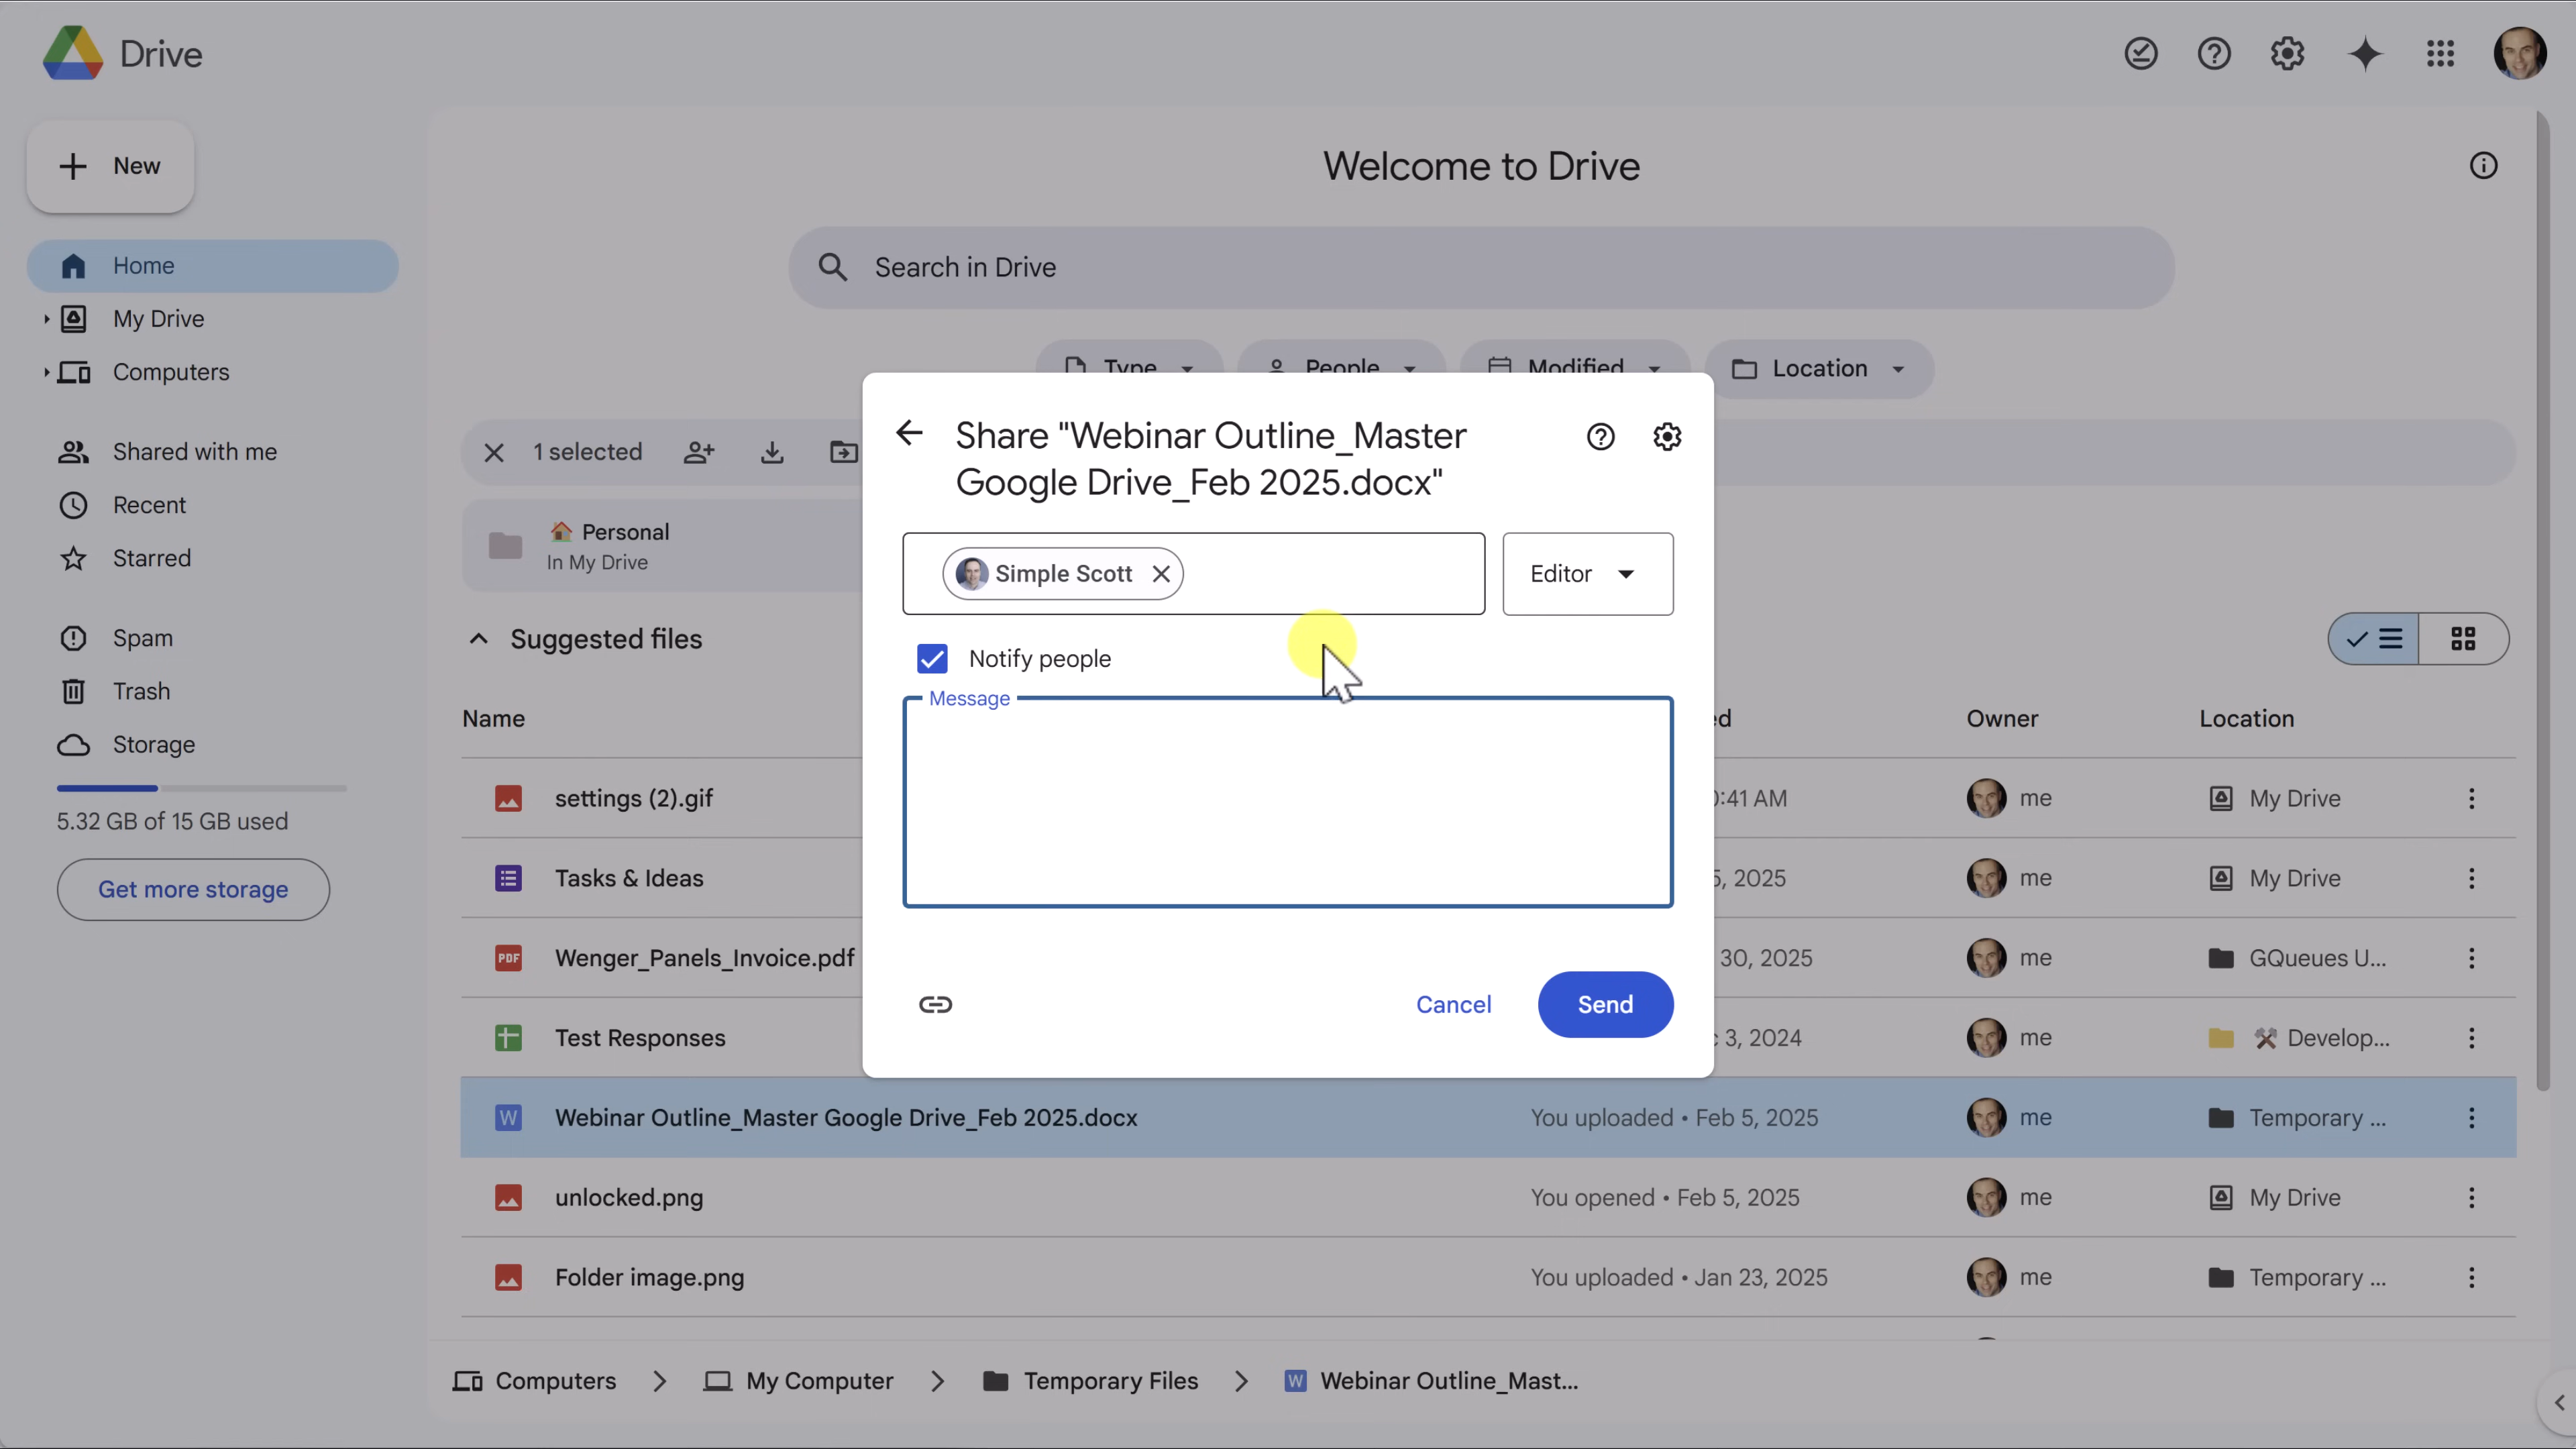 Drive
New
Home
My Drive
Computers
Shared with me
Recent
Starred
Spam
Trash
Storage
5.32 GB of 15 GB used
Get more storage
Welcome to Drive
Search in Drive
Type People Modified Location
1 selected
🏠 Personal
In My Drive
Suggested files
Share "Webinar Outline_Master
Google Drive_Feb 2025.docx"
Simple Scott
Editor
Notify people
Message
Cancel Send
Name Owner Location
settings (2).gif :41 AM me My Drive
Tasks & Ideas 5, 2025 me My Drive
PDF Wenger_Panels_Invoice.pdf 30, 2025 me GQueues U...
Test Responses 3, 2024 me ⚒ Develop...
W Webinar Outline_Master Google Drive_Feb 2025.docx You uploaded • Feb 5, 2025 me Temporary ...
unlocked.png You opened • Feb 5, 2025 me My Drive
Folder image.png You uploaded • Jan 23, 2025 me Temporary ...
Computers > My Computer > Temporary Files > W Webinar Outline_Mast...